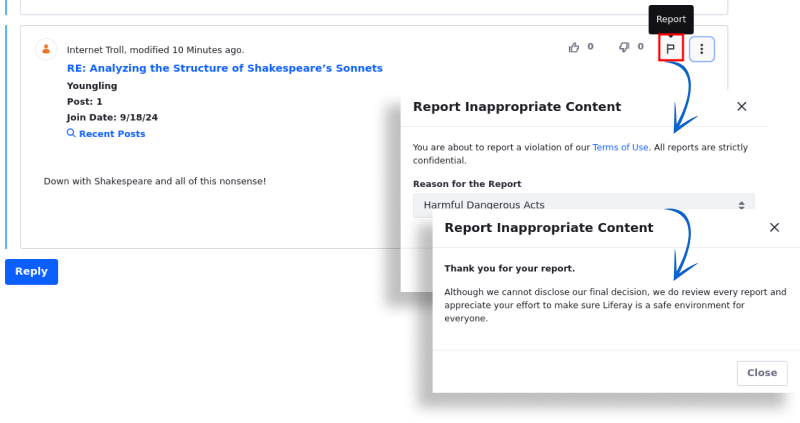 Report
Internet Troll, modified 10 Minutes ago.
0
0
RE: Analyzing the Structure of Shakespeare’s Sonnets
Youngling
Post: 1
Join Date: 9/18/24
Recent Posts
Down with Shakespeare and all of this nonsense!
Reply
Report Inappropriate Content
You are about to report a violation of our Terms of Use. All reports are strictly
confidential.
Reason for the Report
Harmful Dangerous Acts
Report Inappropriate Content
Thank you for your report.
Although we cannot disclose our final decision, we do review every report and
appreciate your effort to make sure Liferay is a safe environment for
everyone.
Close